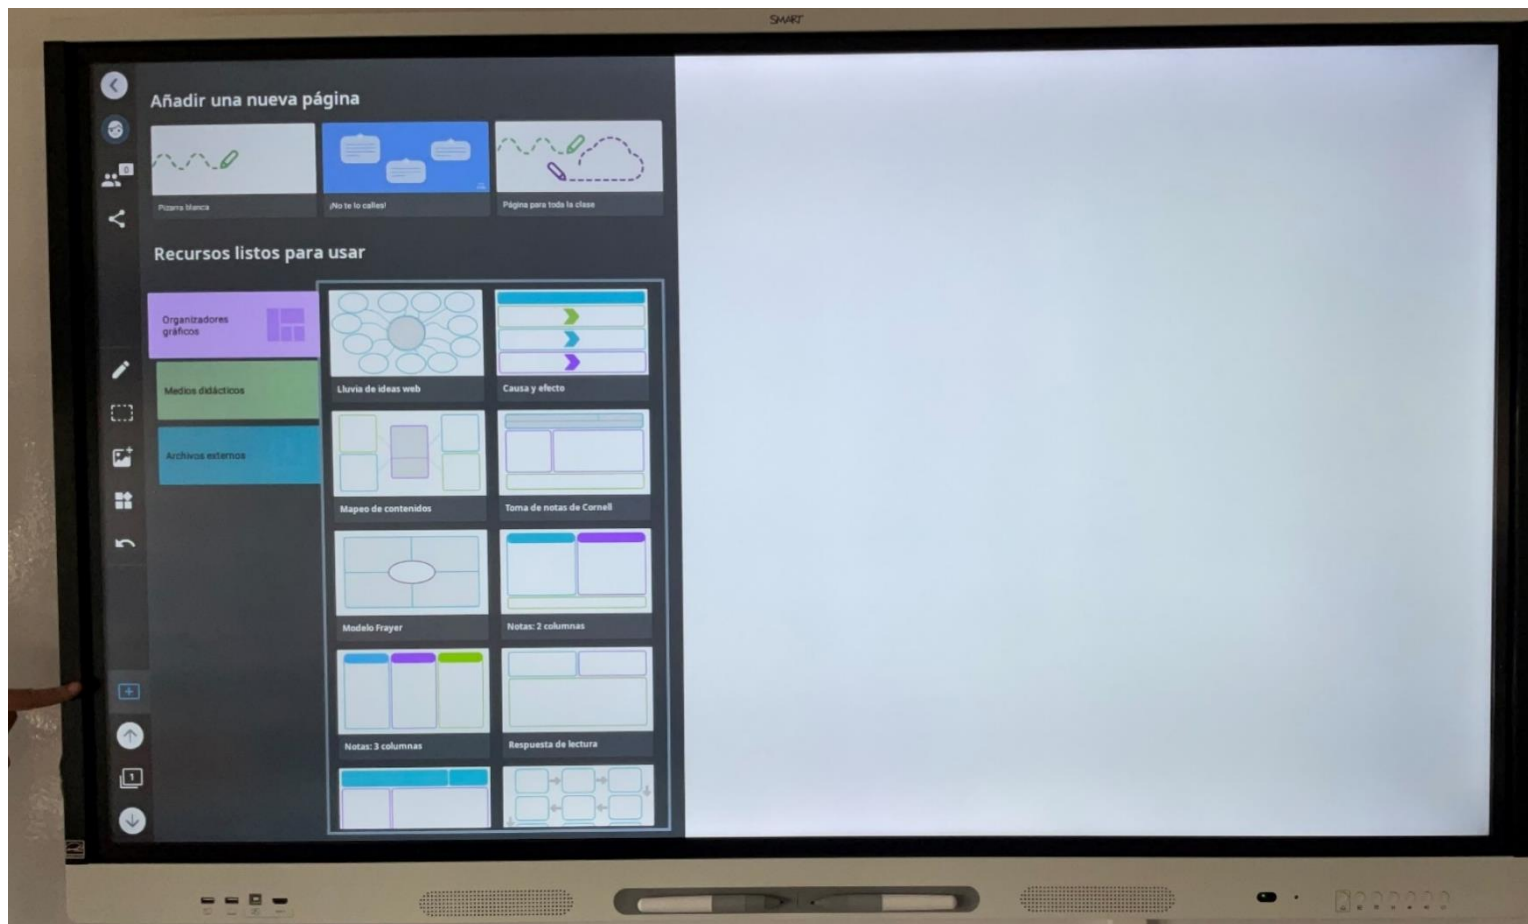 SMART
Añadir una nueva página
0
Pizarra blanca
¡No te lo calles!
Página para toda la clase
Recursos listos para usar
Organizadores
gráficos
Medios didácticos
Archivos externos
Lluvia de ideas web
Causa y efecto
Mapeo de contenidos
Toma de notas de Cornell
Modelo Frayer
Notas: 2 columnas
Notas: 3 columnas
Respuesta de lectura
1